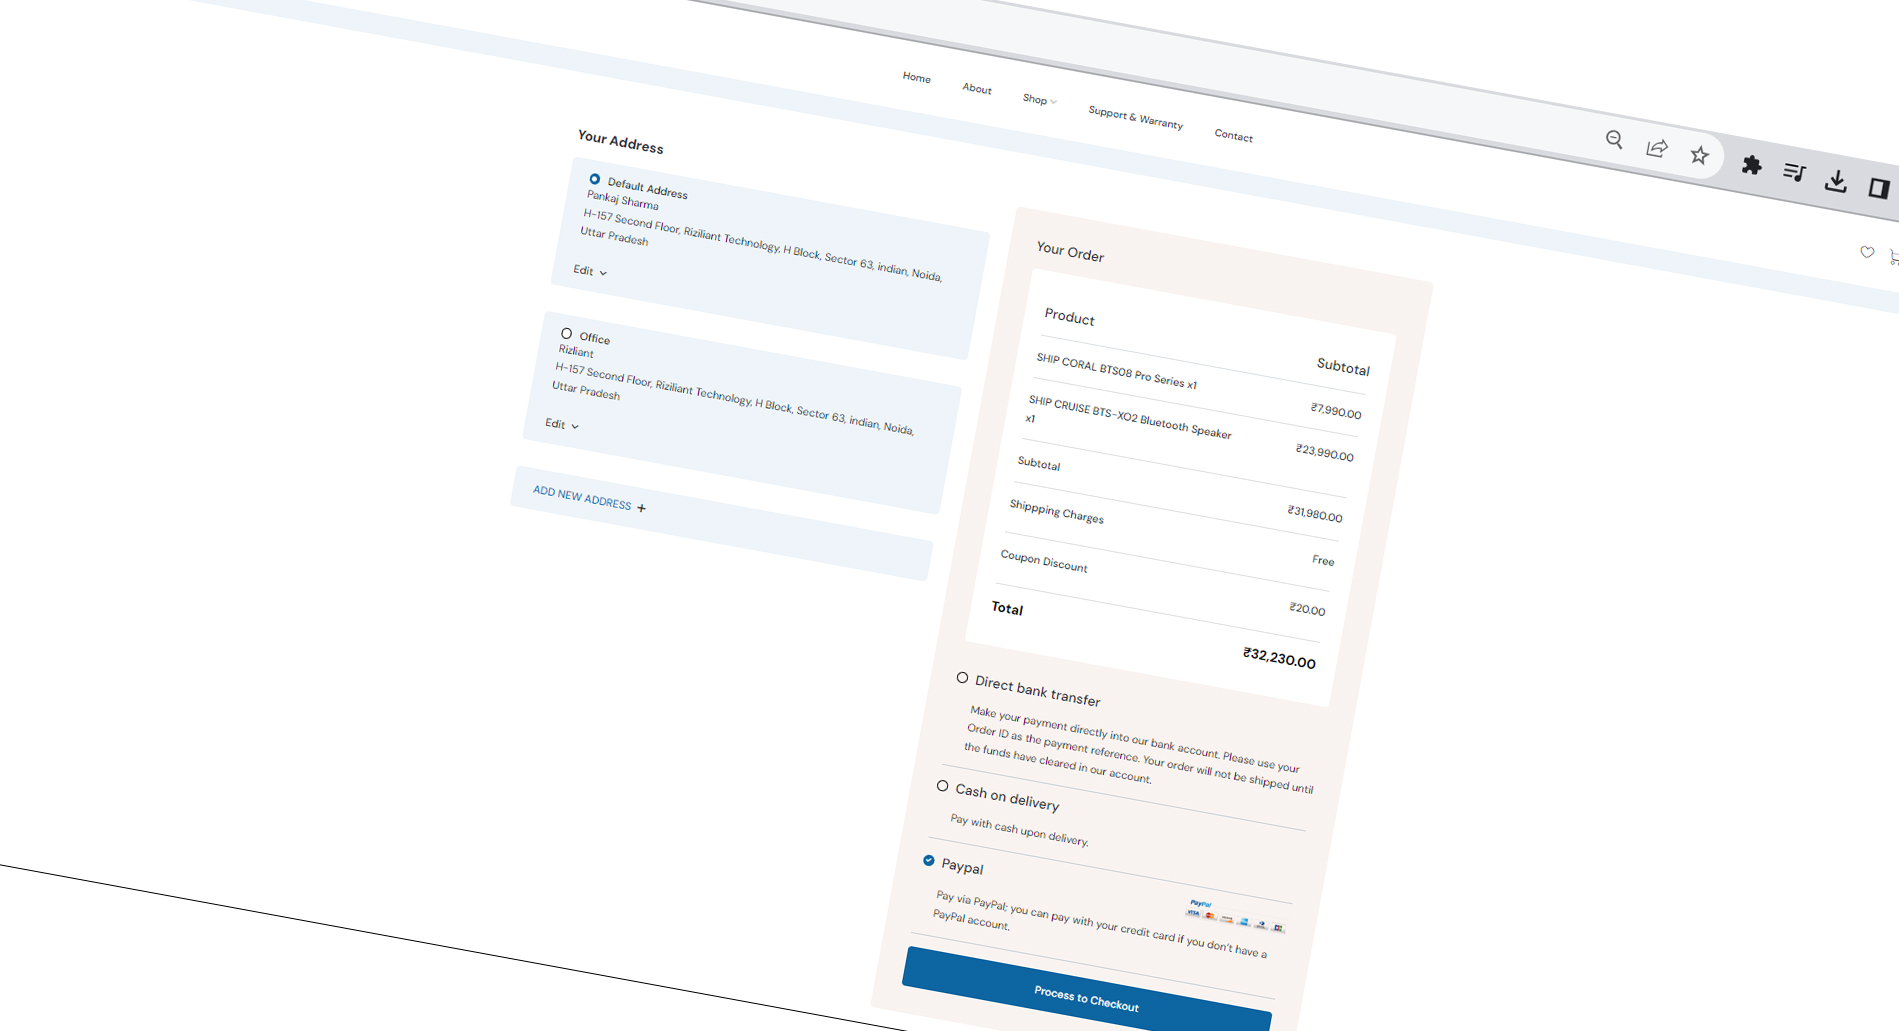 Home
About
Shop
Support & Warranty
Contact
Your Address
Default Address
Pankaj Sharma
H-157 Second Floor, Riziliant Technology, H Block, Sector 63, indian, Noida,
Uttar Pradesh
Edit
Office
Rizliant
H-157 Second Floor, Riziliant Technology, H Block, Sector 63, indian, Noida,
Uttar Pradesh
Edit
ADD NEW ADDRESS +
Your Order
Product
Subtotal
SHIP CORAL BTS08 Pro Series x1
₹7,990.00
SHIP CRUISE BTS-XO2 Bluetooth Speaker
x1
₹23,990.00
Subtotal
₹31,980.00
Shippping Charges
Free
Coupon Discount
₹20.00
Total
₹32,230.00
Direct bank transfer
Make your payment directly into our bank account. Please use your
Order ID as the payment reference. Your order will not be shipped until
the funds have cleared in our account.
Cash on delivery
Pay with cash upon delivery.
Paypal
Pay via PayPal; you can pay with your credit card if you don't have a
PayPal account.
PayPal
VISA
Process to Checkout